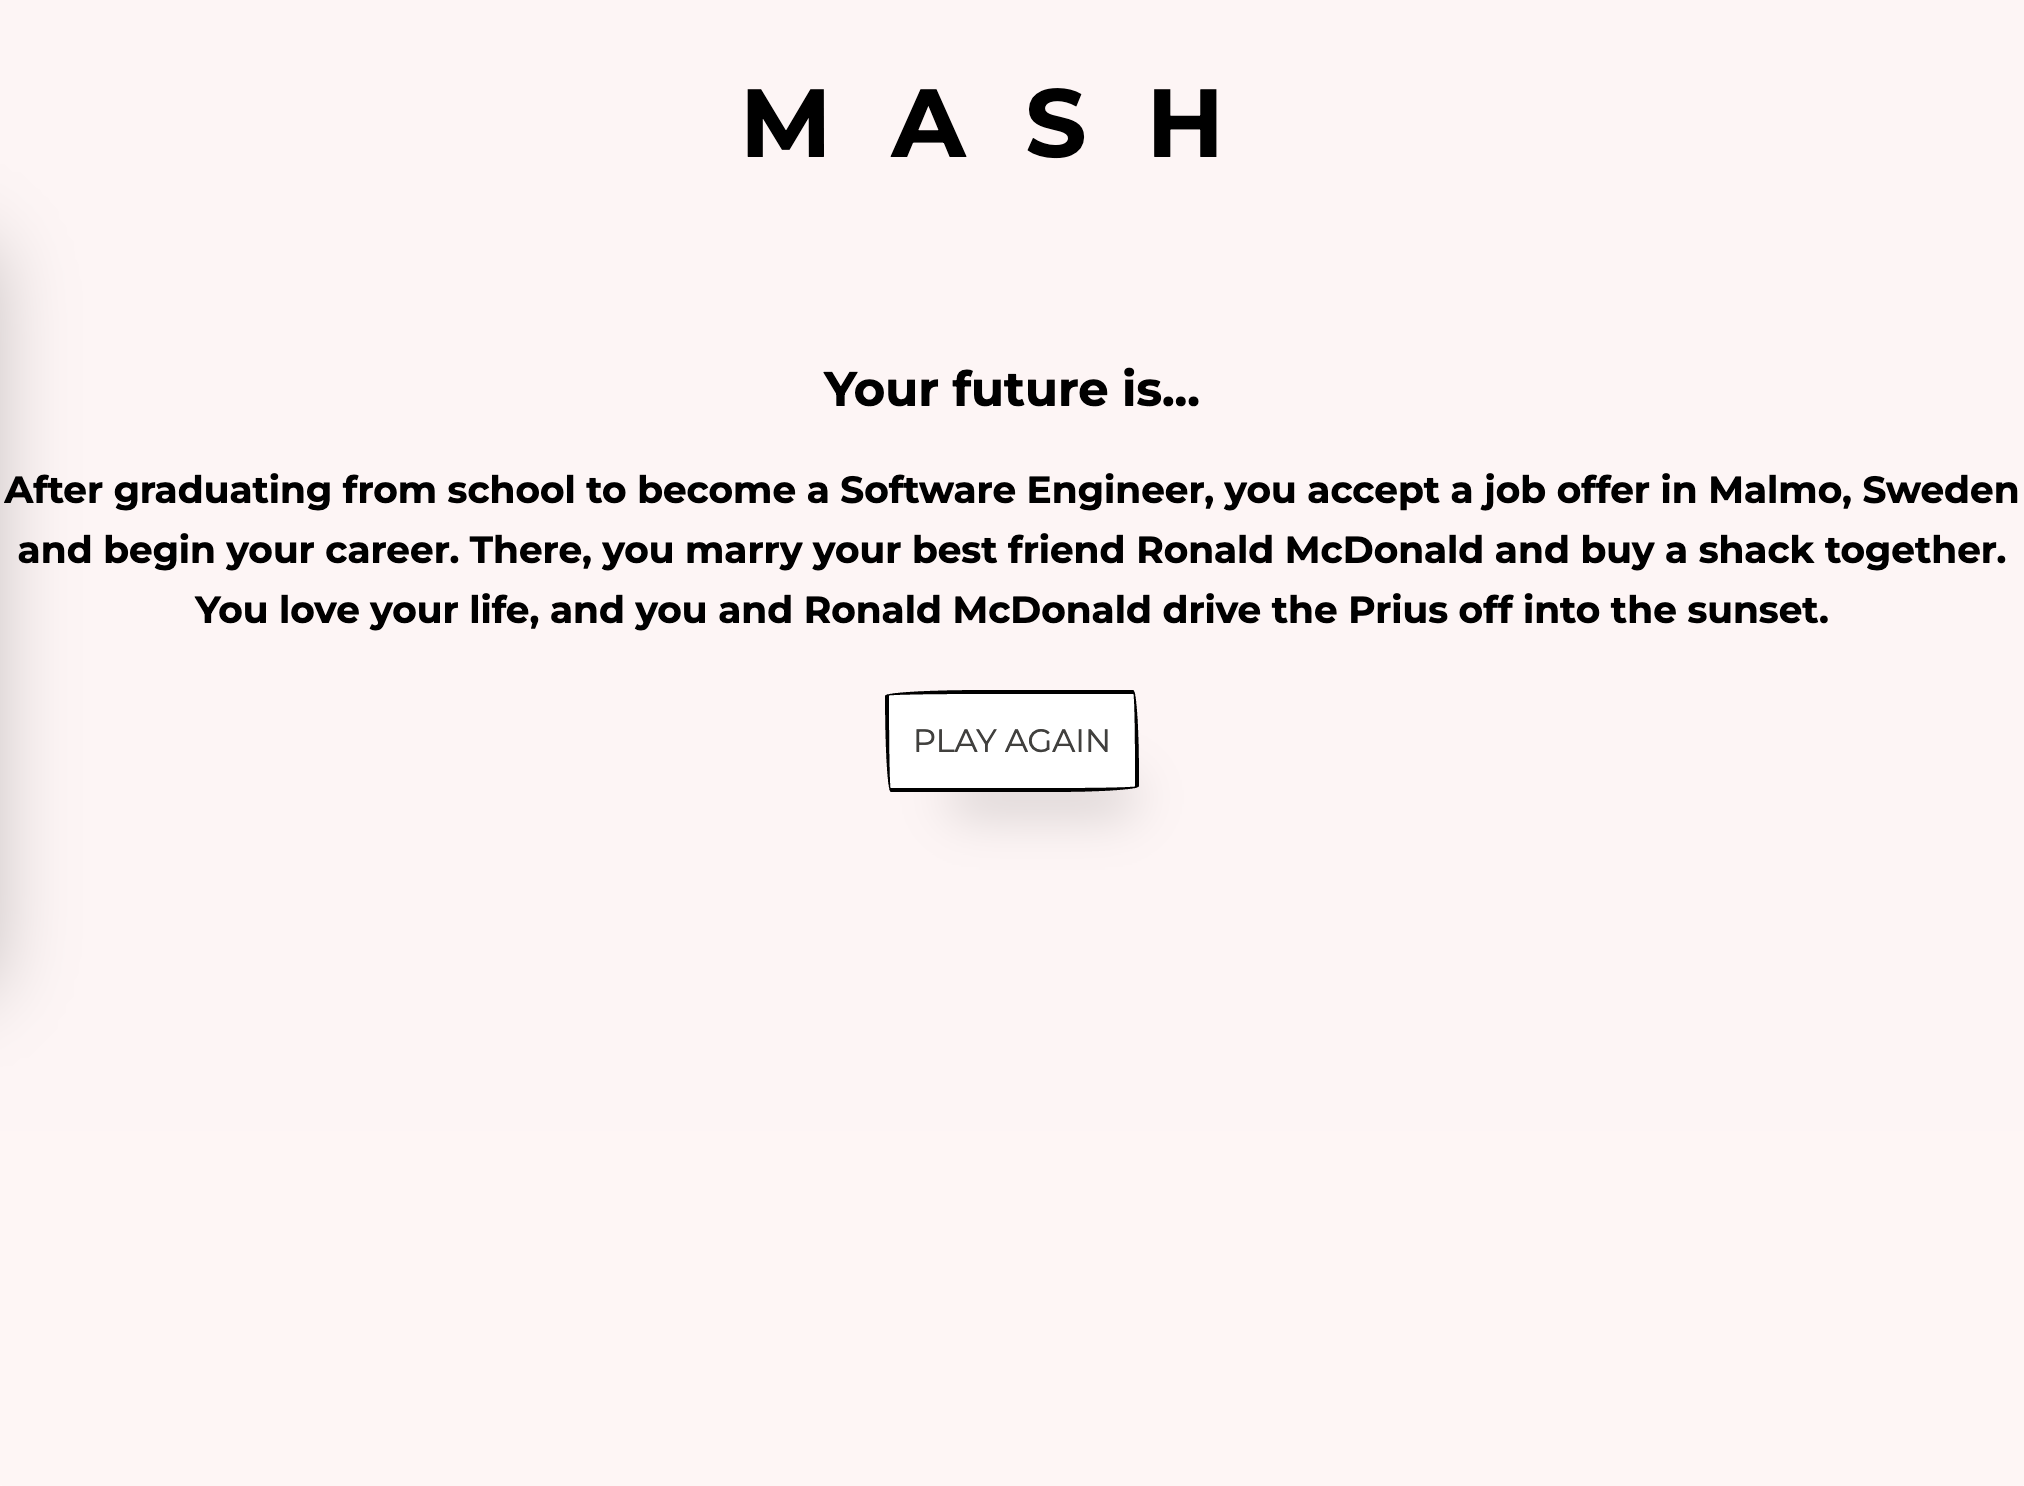 M A S H
Your future is...
After graduating from school to become a Software Engineer, you accept a job offer in Malmo, Sweden
and begin your career. There, you marry your best friend Ronald McDonald and buy a shack together.
You love your life, and you and Ronald McDonald drive the Prius off into the sunset.
PLAY AGAIN